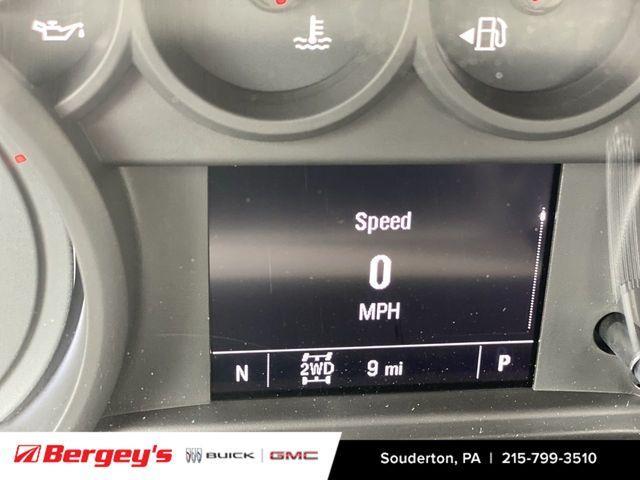 Speed
0
MPH
N 2WD 9 mi P
Bergey's BUICK GMC Souderton, PA | 215-799-3510